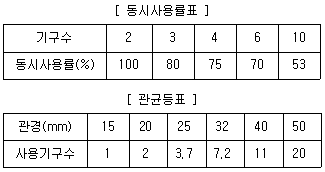 [ 동시사용률표 ]
기구수 2 3 4 6 10
동시사용률(%) 100 80 75 70 53
[ 관균등표 ]
관경(mm) 15 20 25 32 40 50
사용기구수 1 2 3.7 7.2 11 20